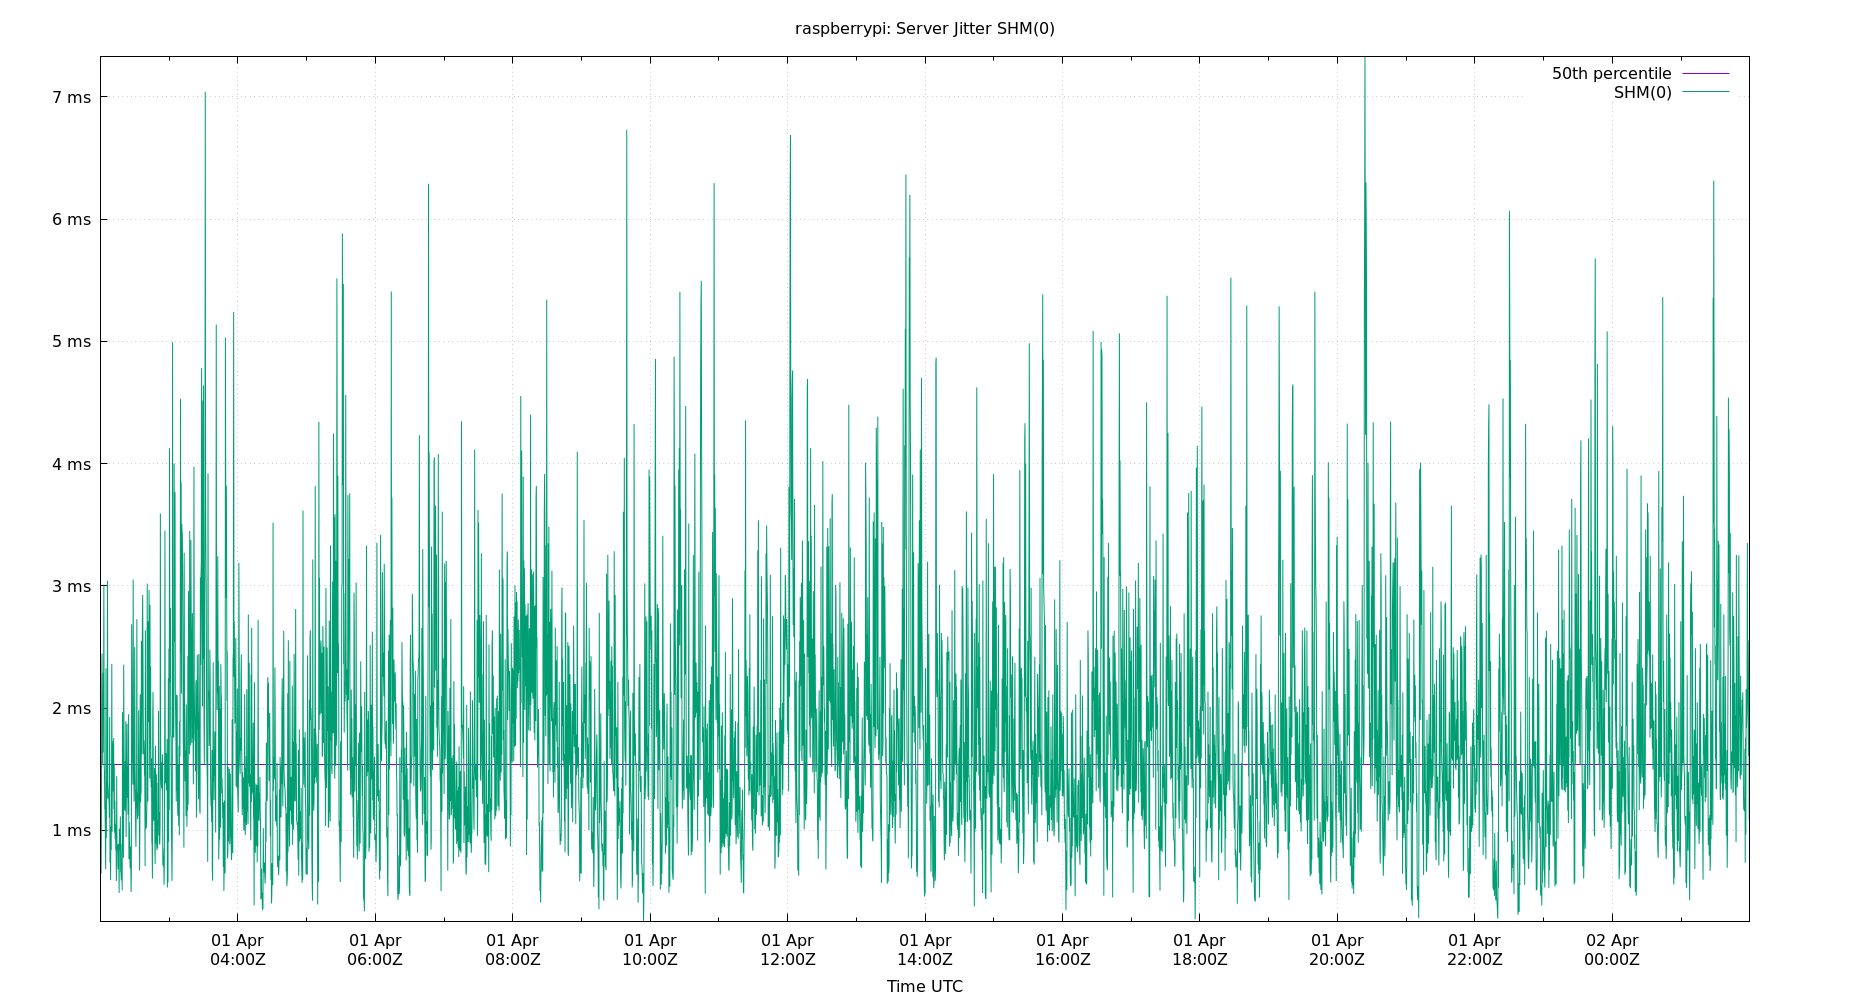 raspberrypi: Server Jitter SHM(0)
50th percentile
SHM(0)
7 ms
6 ms
5 ms
4 ms
3 ms
2 ms
1 ms
01 Apr 01 Apr 01 Apr 01 Apr 01 Apr 01 Apr 01 Apr 01 Apr 01 Apr 01 Apr 02 Apr
04:00Z 06:00Z 08:00Z 10:00Z 12:00Z 14:00Z 16:00Z 18:00Z 20:00Z 22:00Z 00:00Z
Time UTC